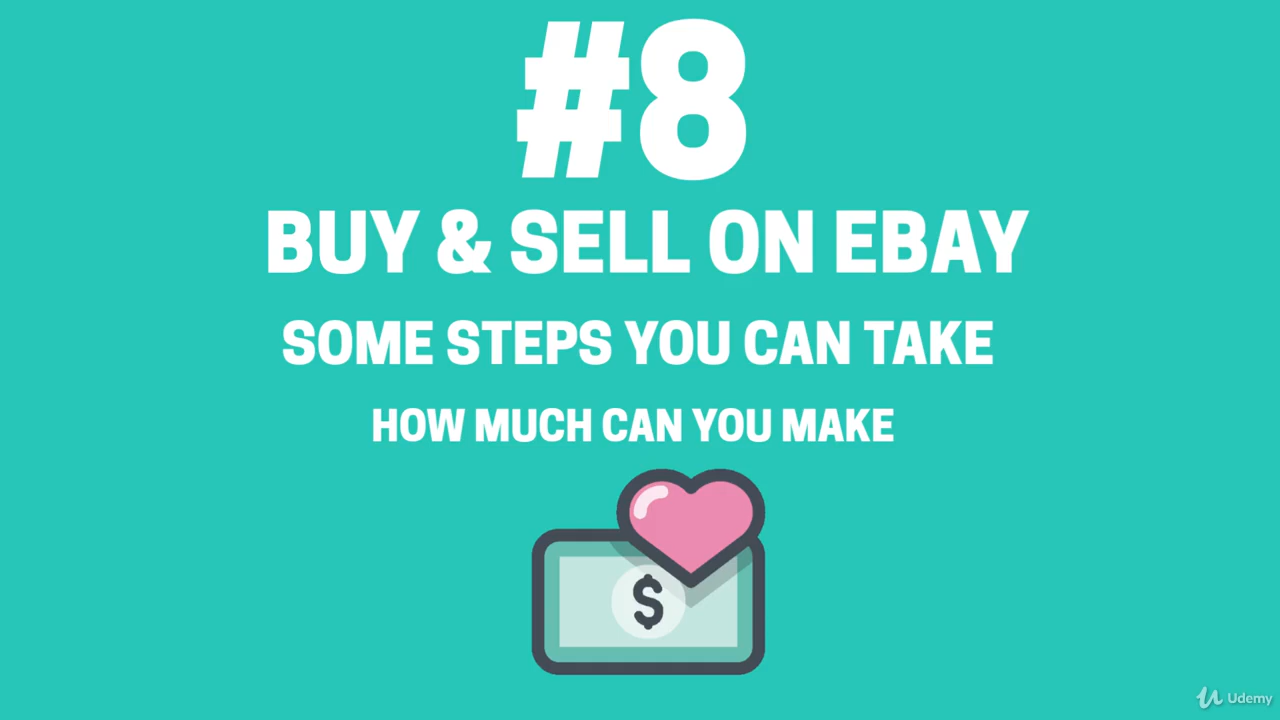 #8
BUY & SELL ON EBAY
SOME STEPS YOU CAN TAKE
HOW MUCH CAN YOU MAKE
$
Udemy